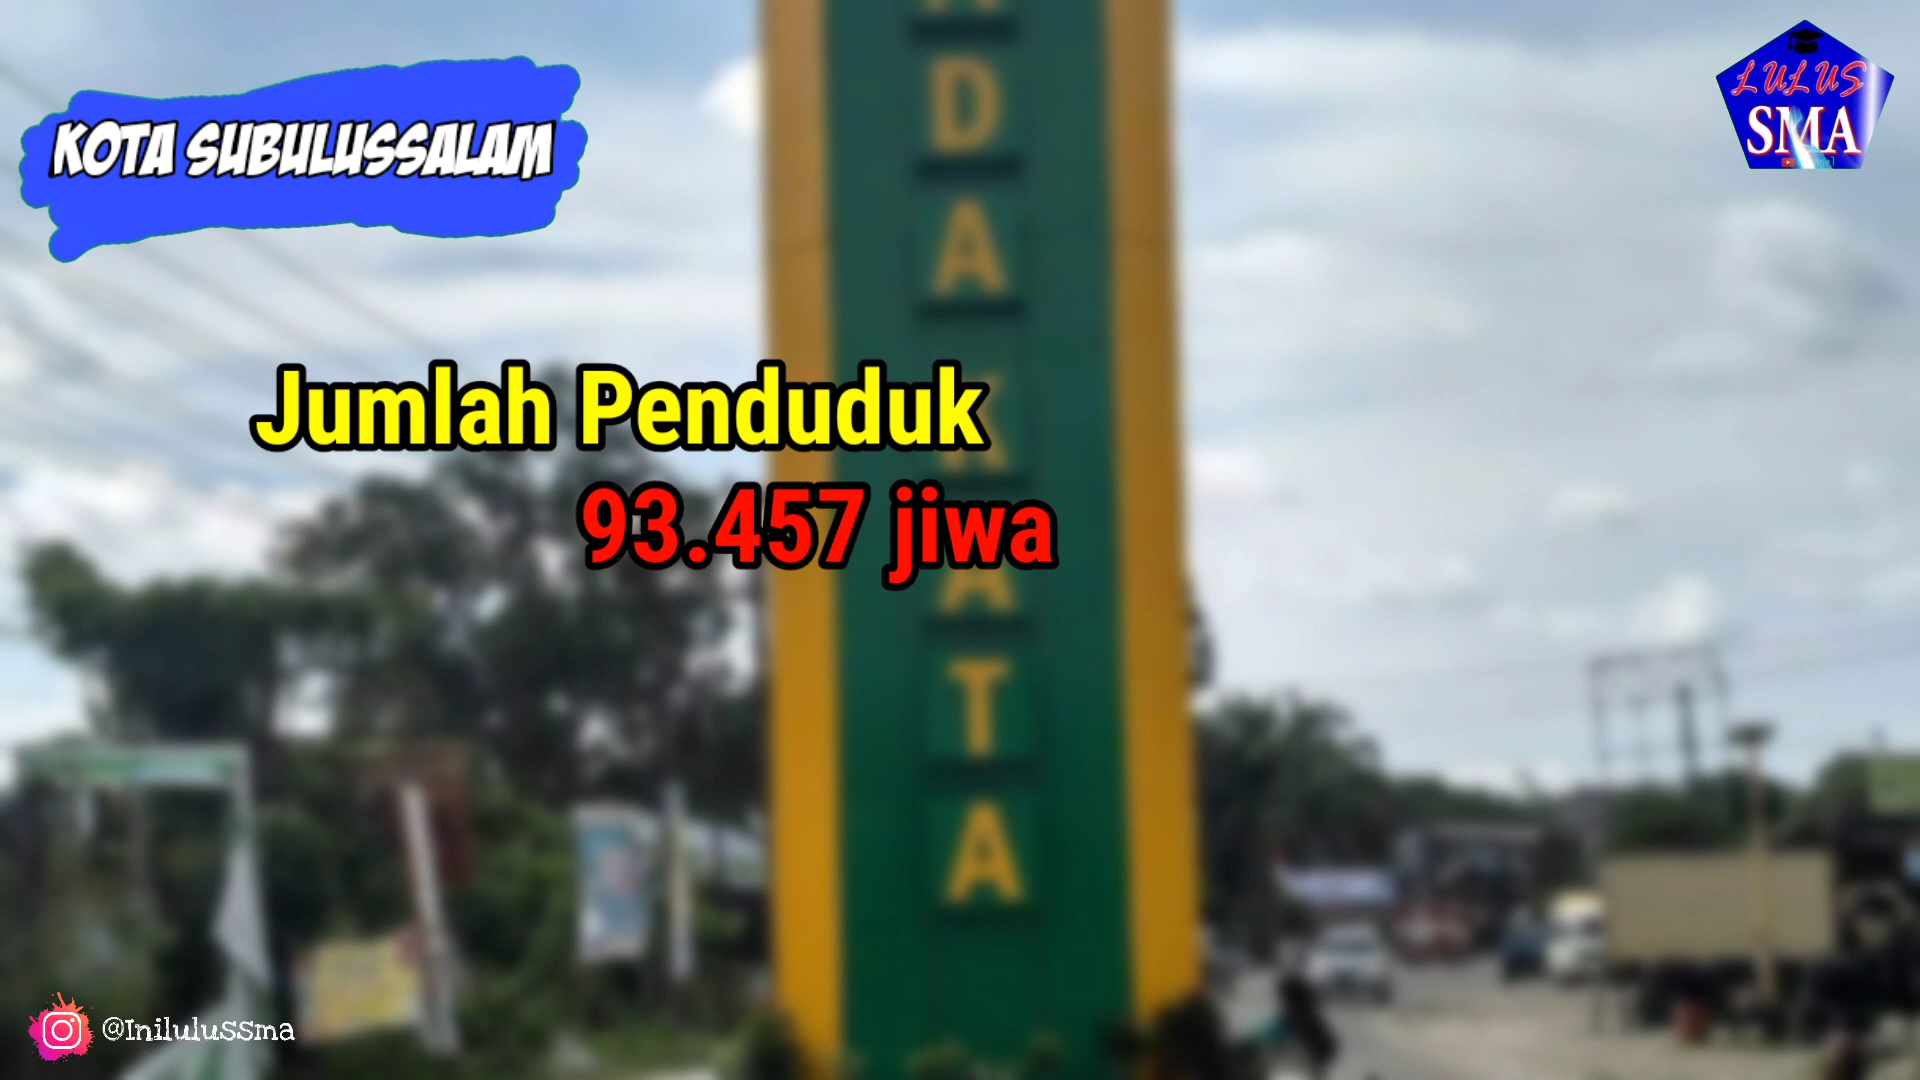 KOTA SUBULUSSALAM
LULUS
SMA
Jumlah Penduduk
93.457 jiwa
D
A
K
A
T
A
@InilulusSma